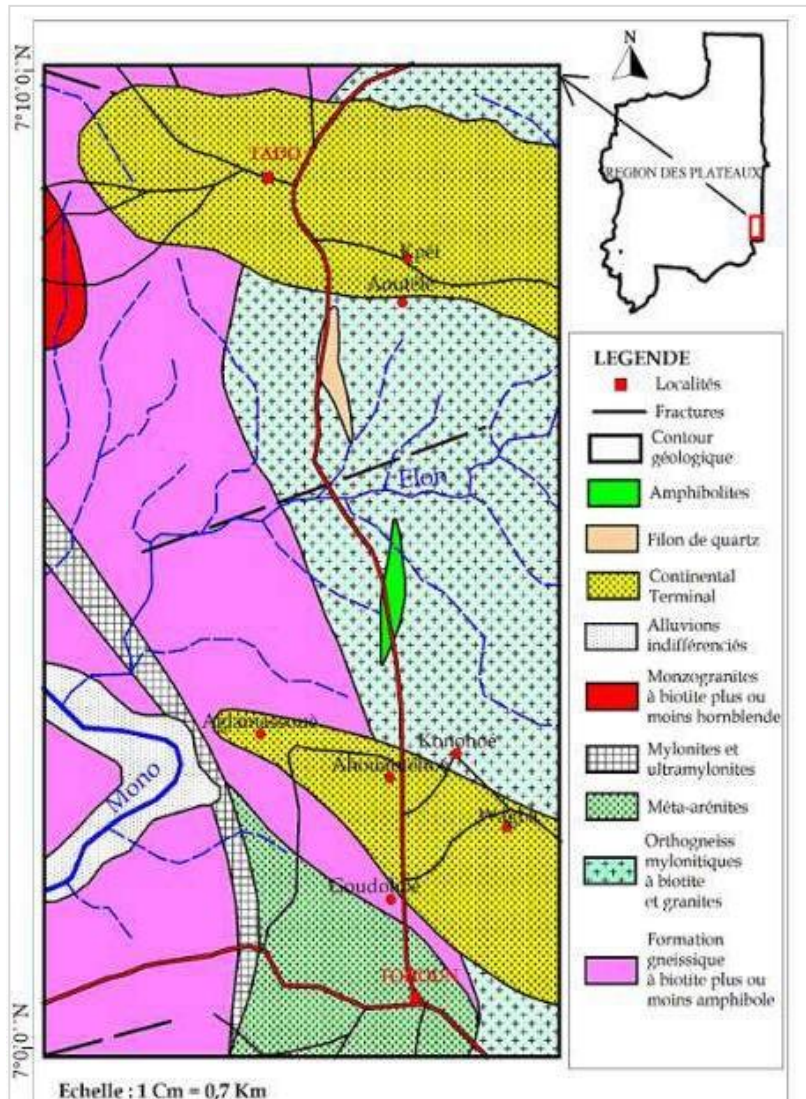 N
7°10'0''N
TADO
REGION DES PLATEAUX
Kpéi
LEGENDE
Localités
Fractures
Contour
géologique
Elon
Amphibolites
Filon de quartz
Continental
Terminal
Alluvions
indifférenciés
Monzogranites
à biotite plus ou
moins hornblende
Mono
Mylonites et
ultramylonites
Méta-arénites
Orthogneiss
mylonitiques
à biotite
et granites
Formation
gneissique
à biotite plus ou
moins amphibole
7°0'0''N
Echelle : 1 Cm = 0,7 Km